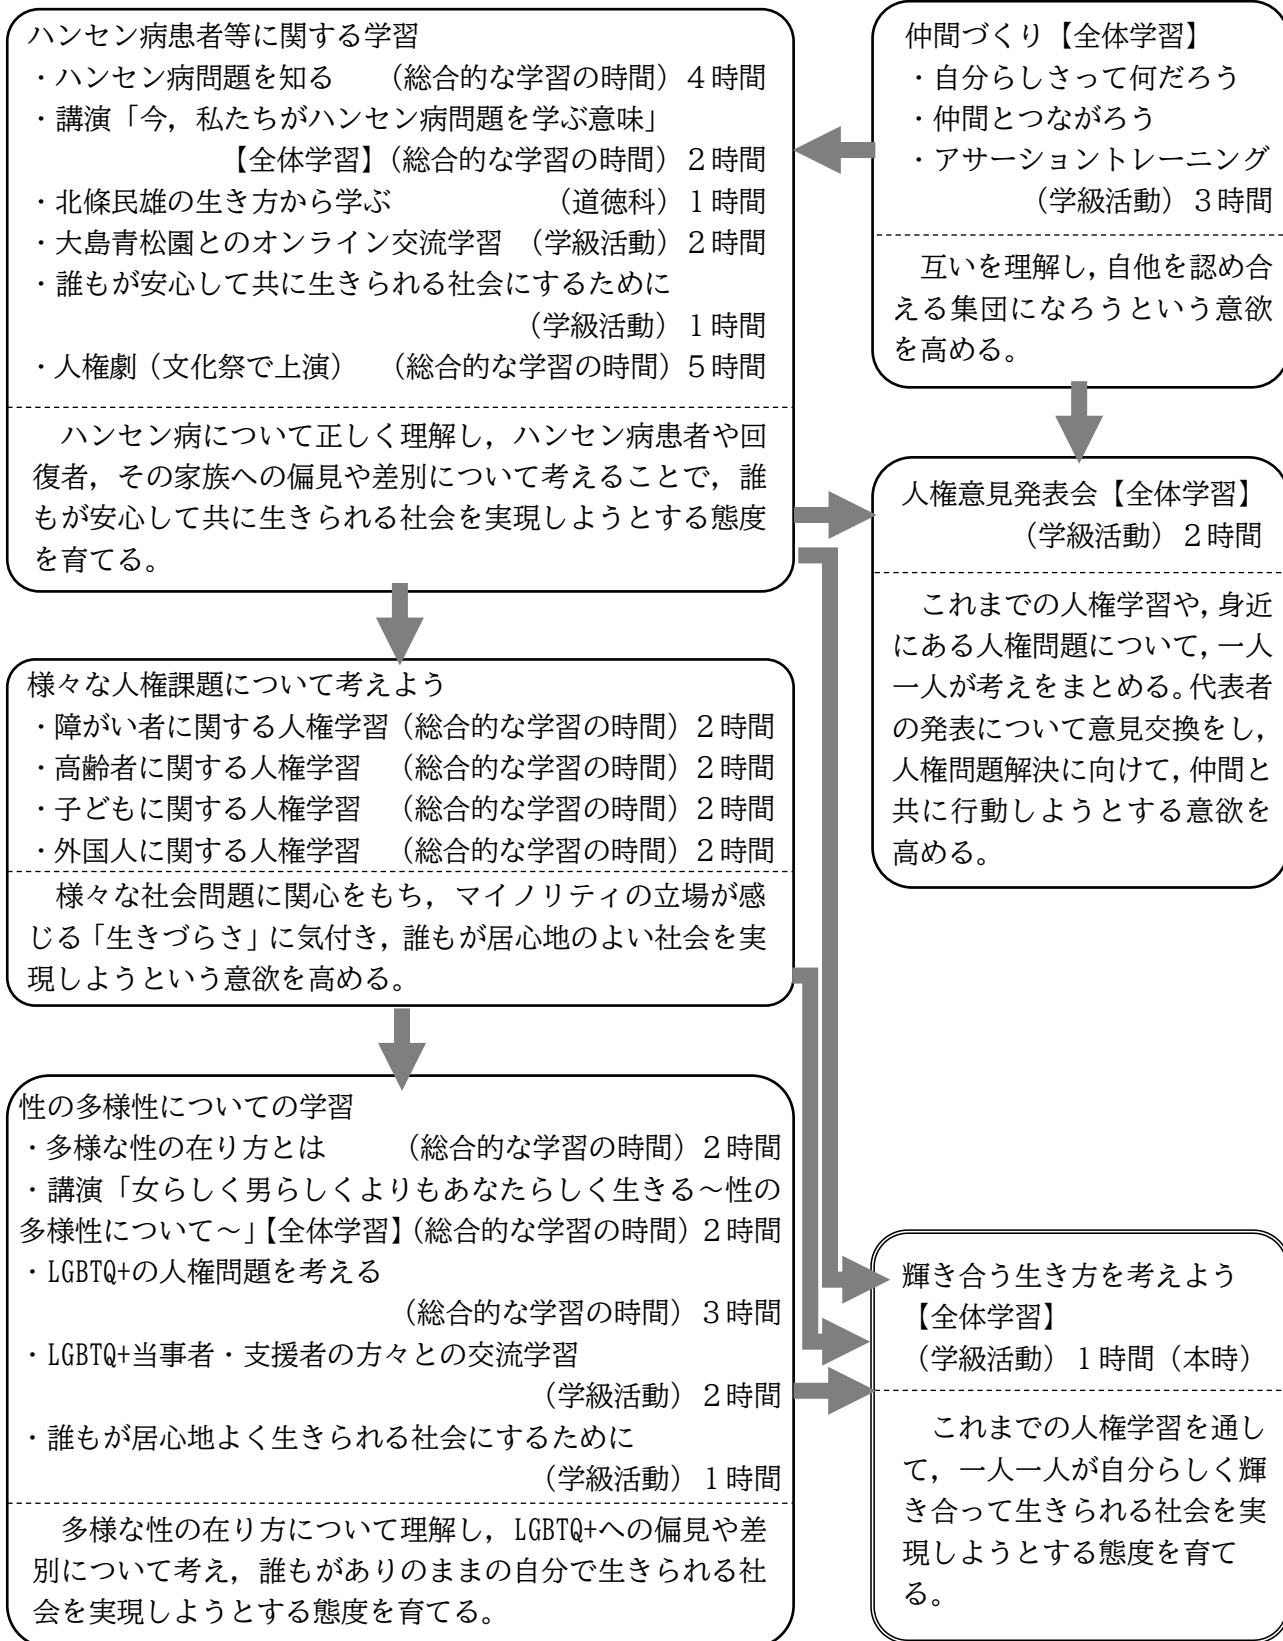 ハンセン病患者等に関する学習
・ハンセン病問題を知る　（総合的な学習の時間）４時間
・講演「今，私たちがハンセン病問題を学ぶ意味」
【全体学習】（総合的な学習の時間）２時間
・北條民雄の生き方から学ぶ　（道徳科）１時間
・大島青松園とのオンライン交流学習　（学級活動）２時間
・誰もが安心して共に生きられる社会にするために
（学級活動）１時間
・人権劇（文化祭で上演）　（総合的な学習の時間）５時間
ハンセン病について正しく理解し，ハンセン病患者や回
復者，その家族への偏見や差別について考えることで，誰
もが安心して共に生きられる社会を実現しようとする態度
を育てる。
仲間づくり【全体学習】
・自分らしさって何だろう
・仲間とつながろう
・アサーショントレーニング
（学級活動）３時間
互いを理解し，自他を認め合
える集団になろうという意欲
を高める。
人権意見発表会【全体学習】
（学級活動）２時間
これまでの人権学習や，身近
にある人権問題について，一人
一人が考えをまとめる。代表者
の発表について意見交換をし，
人権問題解決に向けて，仲間と
共に行動しようとする意欲を
高める。
様々な人権課題について考えよう
・障がい者に関する人権学習（総合的な学習の時間）２時間
・高齢者に関する人権学習　（総合的な学習の時間）２時間
・子どもに関する人権学習　（総合的な学習の時間）２時間
・外国人に関する人権学習　（総合的な学習の時間）２時間
様々な社会問題に関心をもち，マイノリティの立場が感
じる「生きづらさ」に気付き，誰もが居心地のよい社会を実
現しようという意欲を高める。
性の多様性についての学習
・多様な性の在り方とは　（総合的な学習の時間）２時間
・講演「女らしく男らしくよりもあなたらしく生きる～性の
多様性について～」【全体学習】（総合的な学習の時間）２時間
・LGBTQ+の人権問題を考える
（総合的な学習の時間）３時間
・LGBTQ+当事者・支援者の方々との交流学習
（学級活動）２時間
・誰もが居心地よく生きられる社会にするために
（学級活動）１時間
多様な性の在り方について理解し，LGBTQ+への偏見や差
別について考え，誰もがありのままの自分で生きられる社
会を実現しようとする態度を育てる。
輝き合う生き方を考えよう
【全体学習】
（学級活動）１時間（本時）
これまでの人権学習を通し
て，一人一人が自分らしく輝
き合って生きられる社会を実
現しようとする態度を育て
る。